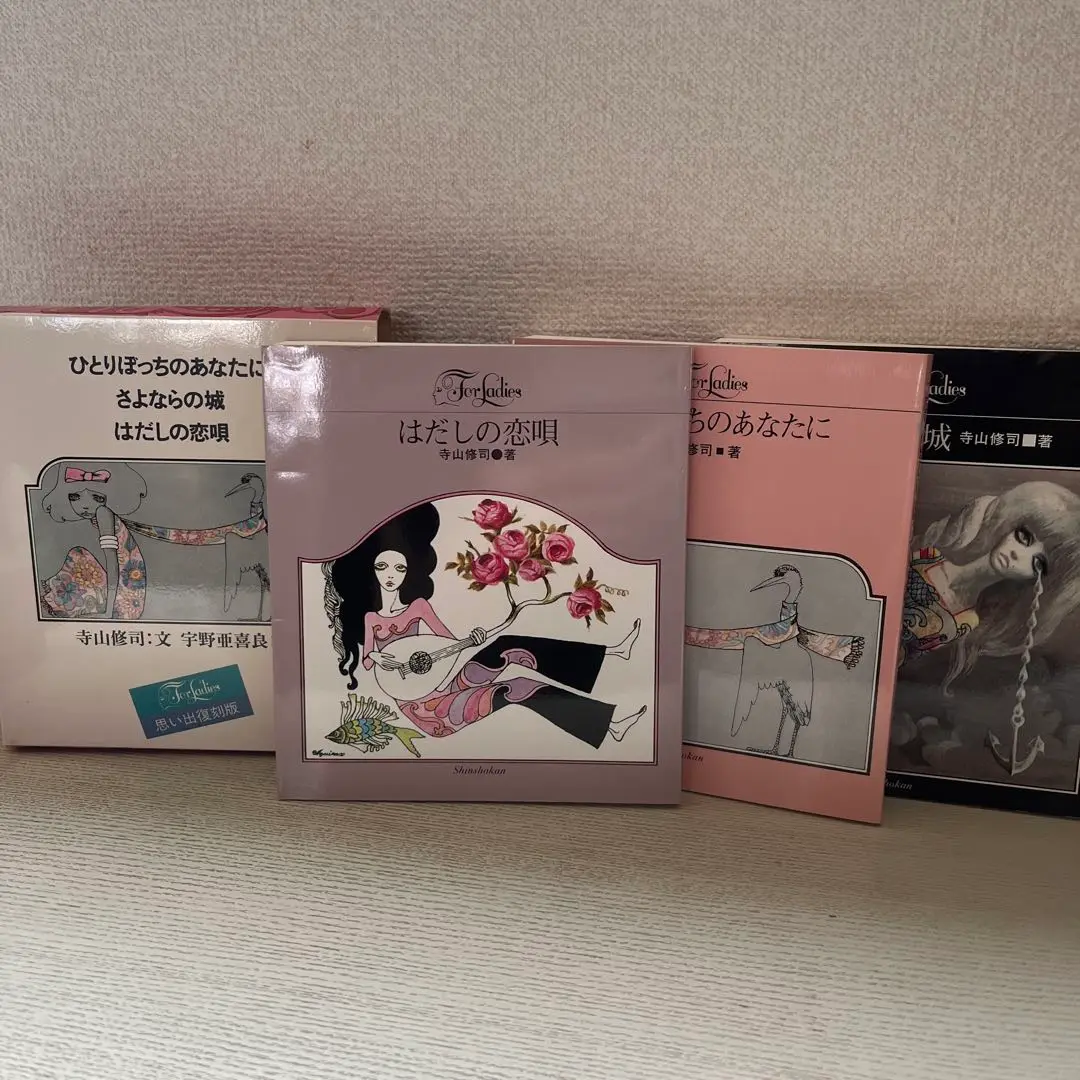 ひとりぼっちのあなたに
さよならの城
はだしの恋唄
寺山修司:文 宇野亜喜良
For Ladies
思い出復刻版
For Ladies
はだしの恋唄
寺山修司●著
Shinshokan
For Ladies
ちのあなたに
修司■著
okan
Ladies
城 寺山修司■著
hokan